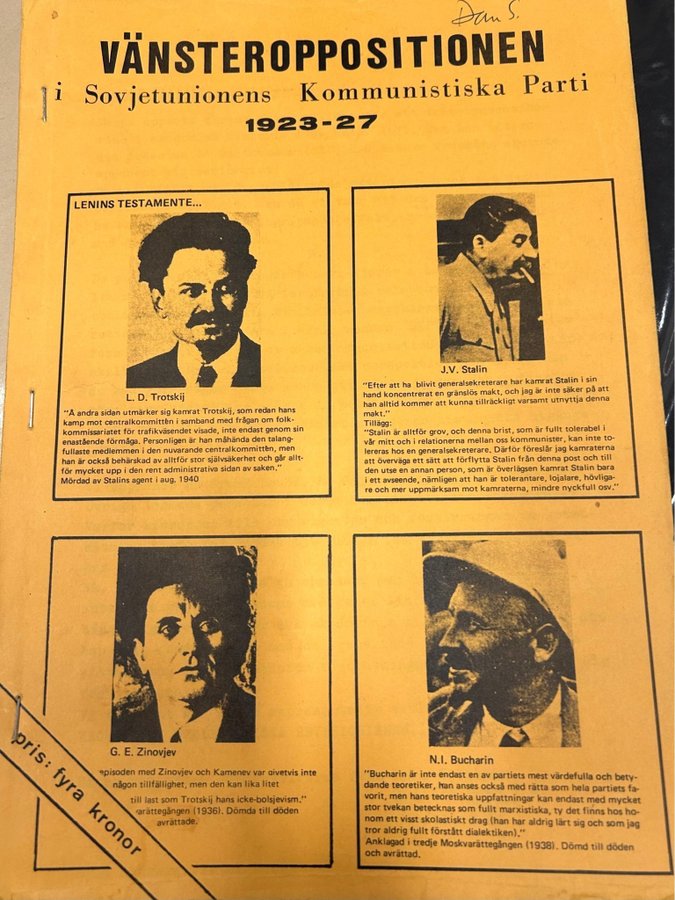 Dan S.
VÄNSTEROPPOSITIONEN
i Sovjetunionens Kommunistiska Parti
1923-27
LENINS TESTAMENTE...
L. D. Trotskij
"Å andra sidan utmärker sig kamrat Trotskij, som redan hans
kamp mot centralkommittén i samband med frågan om folk-
kommissariatet för trafikväsendet visade, inte endast genom sin
enastående förmåga. Personligen är han måhända den talang-
fullaste medlemmen i den nuvarande centralkommittén, men
han är också behärskad av alltför stor självsäkerhet och går allt-
för mycket upp i den rent administrativa sidan av saken."
Mördad av Stalins agent i aug. 1940
J.V. Stalin
"Efter att ha blivit generalsekreterare har kamrat Stalin i sin
hand koncentrerat en gränslös makt, och jag är inte säker på att
han alltid kommer att kunna tillräckligt varsamt utnyttja denna
makt."
Tillägg:
"Stalin är alltför grov, och denna brist, som är fullt tolerabel i
vår mitt och i relationerna mellan oss kommunister, kan inte to-
lereras hos en generalsekreterare. Därför föreslår jag kamraterna
att överväga ett sätt att förflytta Stalin från denna post och till
den utse en annan person, som är överlägsen kamrat Stalin bara
i ett avseende, nämligen att han är tolerantare, lojalare, hövliga-
re och mer uppmärksam mot kamraterna, mindre nyckfull osv."
G. E. Zinovjev
episoden med Zinovjev och Kamenev var givetvis inte
någon tillfällighet, men den kan lika litet
till last som Trotskij hans icke-bolsjevism."
varättegången (1936). Dömda till döden
avrättade.
pris: fyra kronor
N.I. Bucharin
"Bucharin är inte endast en av partiets mest värdefulla och bety-
dande teoretiker, han anses också med rätta som hela partiets fa-
vorit, men hans teoretiska uppfattningar kan endast med mycket
stor tvekan betecknas som fullt marxistiska, ty det finns hos ho-
nom ett visst skolastiskt drag (han har aldrig lärt sig och som jag
tror aldrig fullt förstått dialektiken)."
Anklagad i tredje Moskvarättegången (1938). Dömd till döden
och avrättad.